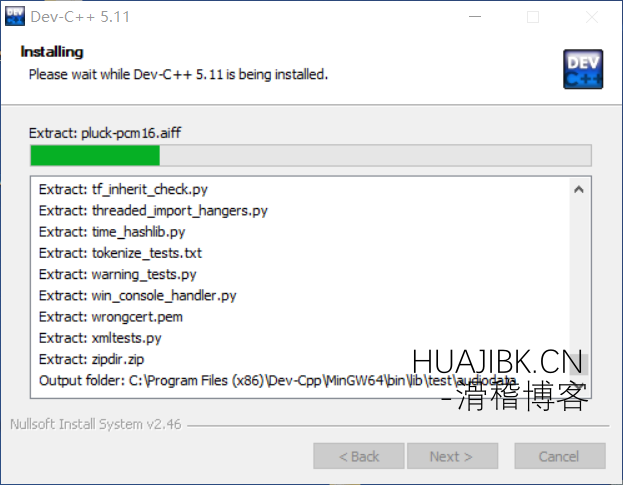 Dev-C++ 5.11
Installing
Please wait while Dev-C++ 5.11 is being installed.
DEV
C++
Extract: pluck-pcm16.aiff
Extract: tf_inherit_check.py
Extract: threaded_import_hangers.py
Extract: time_hashlib.py
Extract: tokenize_tests.txt
Extract: warning_tests.py
Extract: win_console_handler.py
Extract: wrongcert.pem
Extract: xmltests.py
Extract: zipdir.zip
Output folder: C:\Program Files (x86)\Dev-Cpp\MinGW64\bin\lib\test\audiodata
HUAJIBK.CN
-滑稽博客
Nullsoft Install System v2.46
< Back
Next >
Cancel